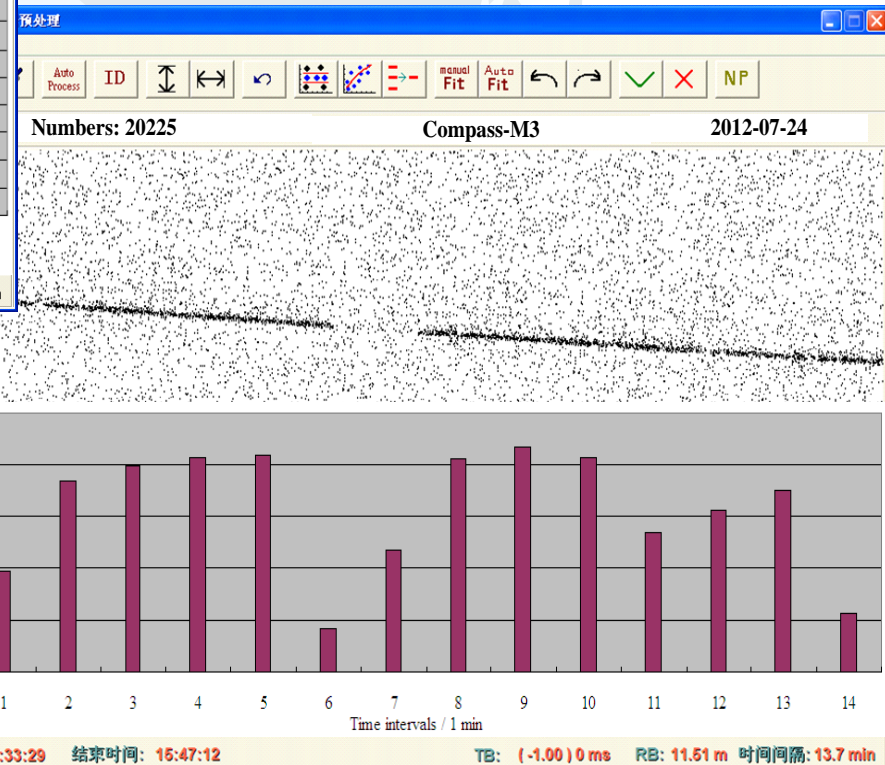 预处理
Auto Process ID manual Fit Auto Fit NP
Numbers: 20225 Compass-M3 2012-07-24
1 2 3 4 5 6 7 8 9 10 11 12 13 14
Time intervals / 1 min
:33:29 结束时间: 15:47:12 TB: (-1.00) 0 ms RB: 11.51 m 时间间隔: 13.7 min